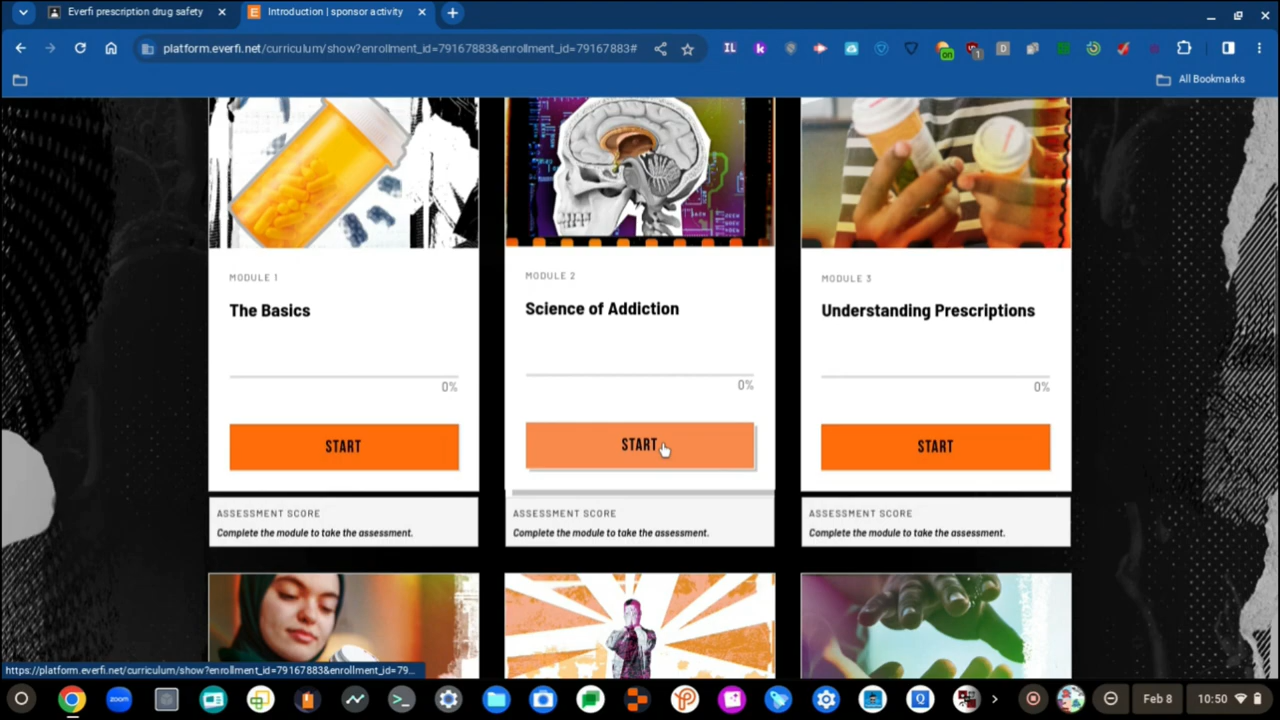 Everfi prescription drug safety
Introduction | sponsor activity
platform.everfi.net/curriculum/show?enrollment_id=79167883&enrollment_id=79167883#
All Bookmarks
MODULE 1
The Basics
0%
START
ASSESSMENT SCORE
Complete the module to take the assessment.
MODULE 2
Science of Addiction
0%
START
ASSESSMENT SCORE
Complete the module to take the assessment.
MODULE 3
Understanding Prescriptions
0%
START
ASSESSMENT SCORE
Complete the module to take the assessment.
https://platform.everfi.net/curriculum/show?enrollment_id=79167883&enrollment_id=79...
zoom
Feb 8
10:50